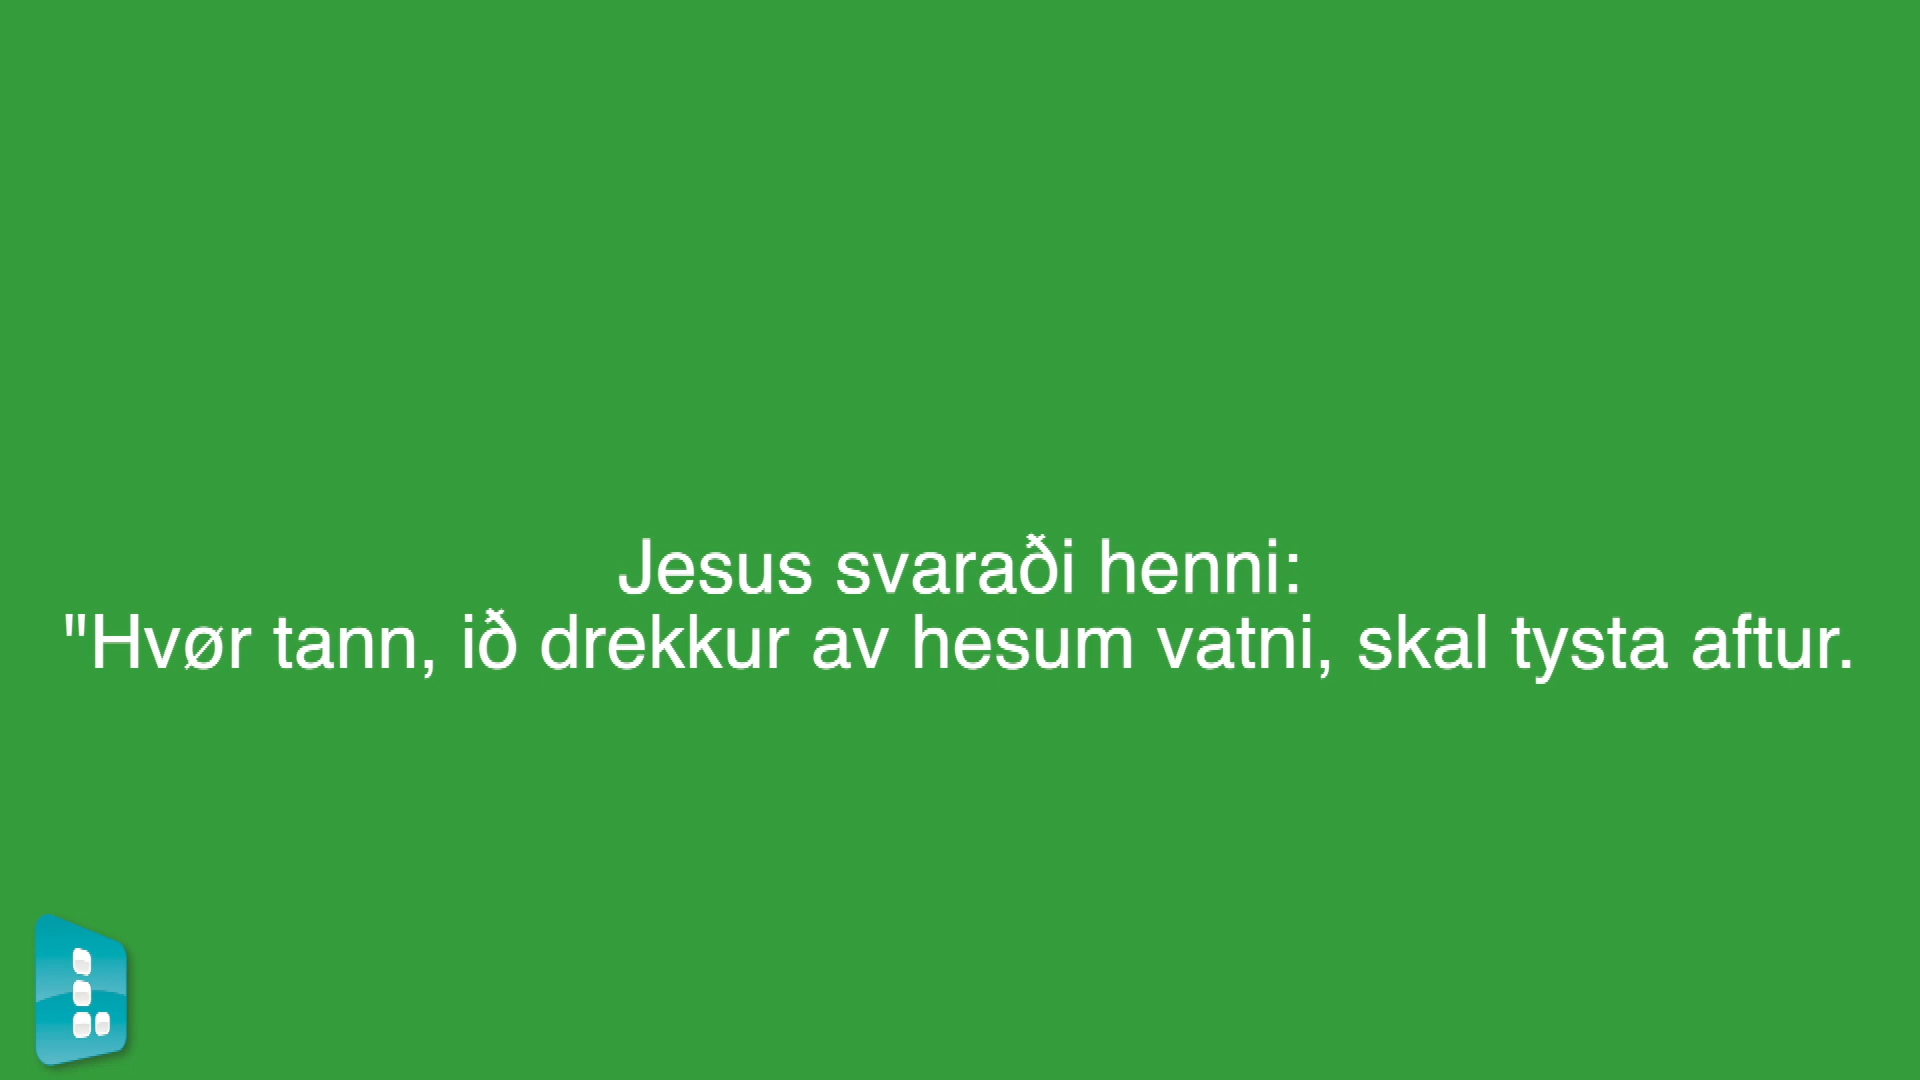 Jesus svaraði henni:
"Hvør tann, ið drekkur av hesum vatni, skal tysta aftur.